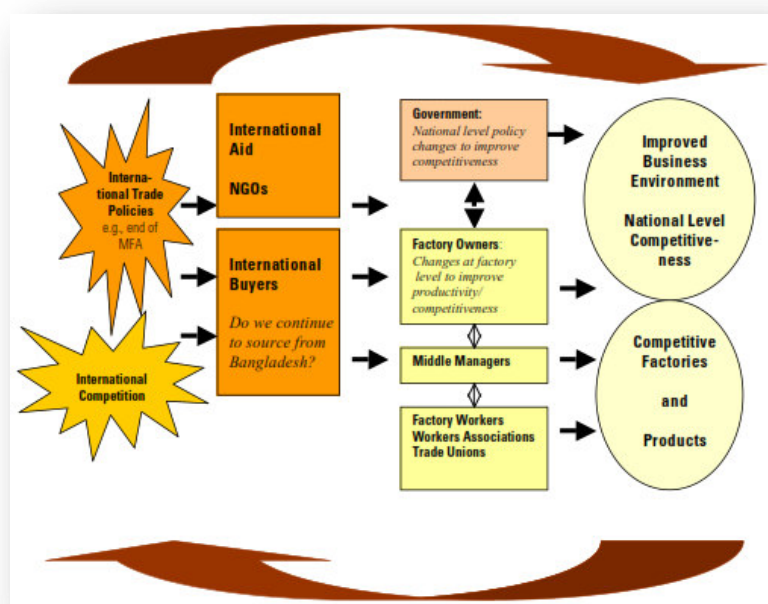 Interna-
tional Trade
Policies
e.g., end of
MFA
International
Competition
International
Aid
NGOs
International
Buyers
Do we continue
to source from
Bangladesh?
Government:
National level policy
changes to improve
competitiveness
Factory Owners:
Changes at factory
level to improve
productivity/
competitiveness
Middle Managers
Factory Workers
Workers Associations
Trade Unions
Improved
Business
Environment
National Level
Competitive-
ness
Competitive
Factories
and
Products